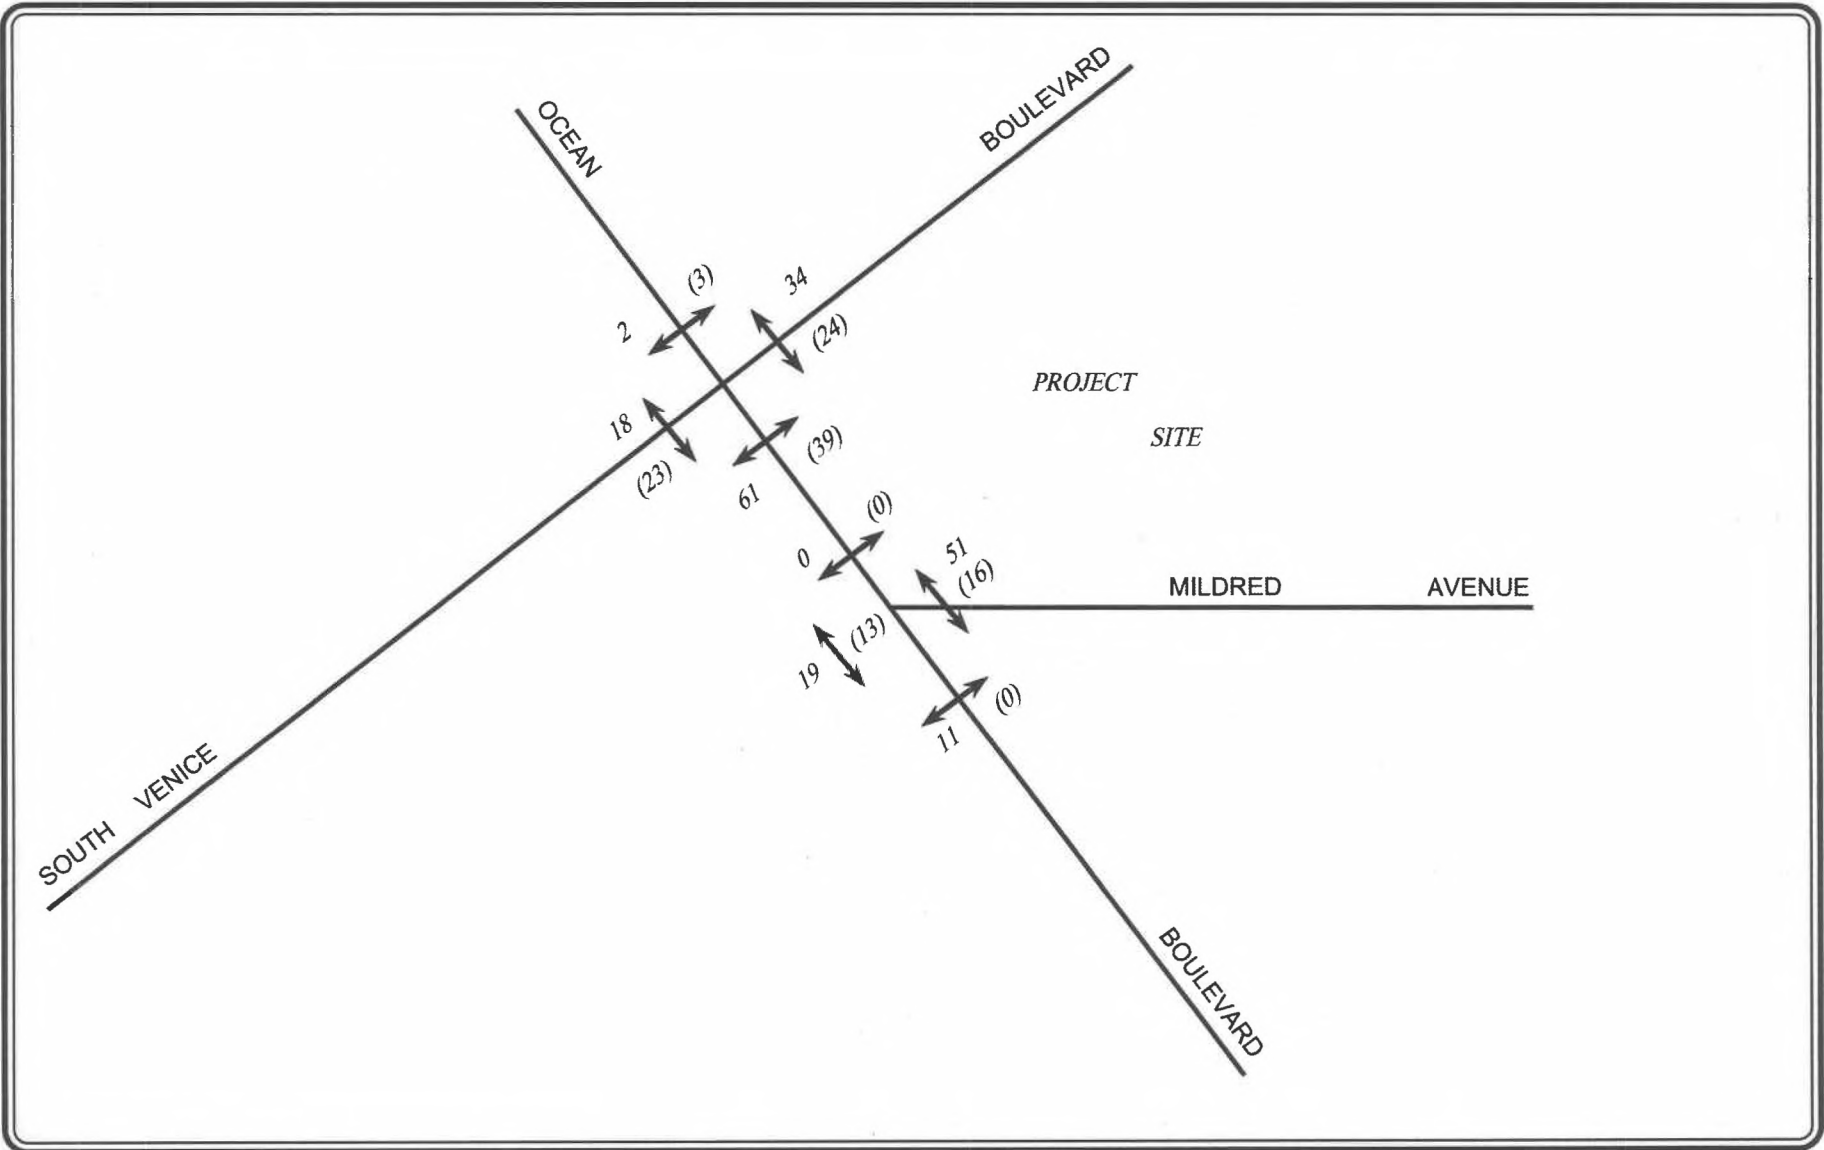 OCEAN
BOULEVARD
(3)
34
2
(24)
PROJECT
SITE
18
(39)
(23)
61
(0)
0
51
(16)
MILDRED AVENUE
(13)
19
(0)
11
SOUTH VENICE
BOULEVARD